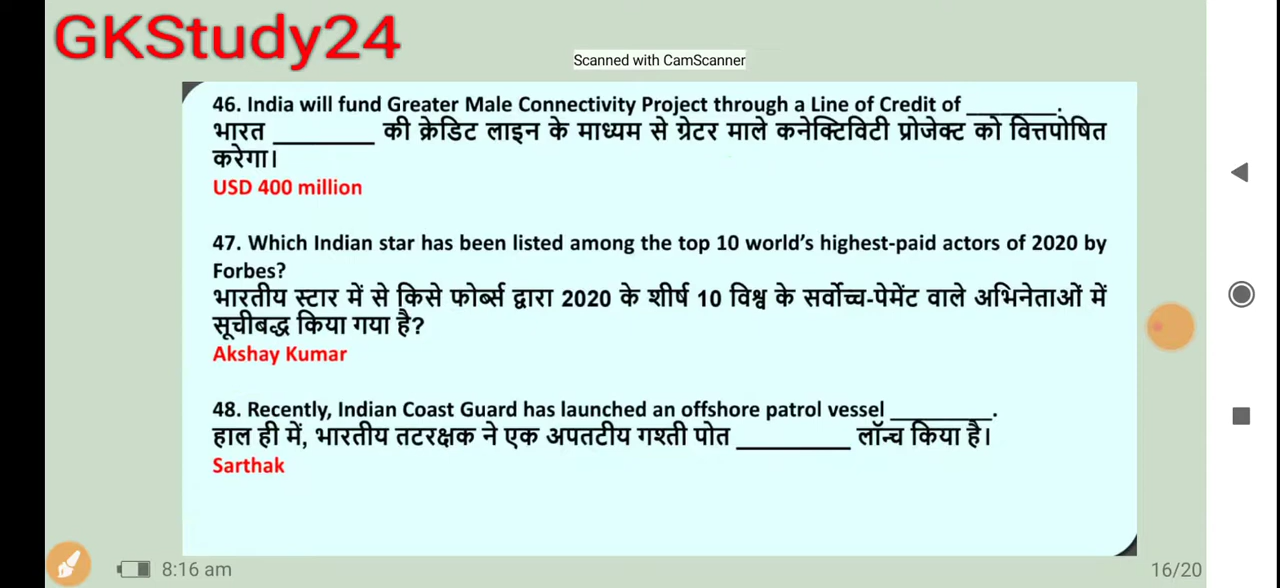 GKStudy24
Scanned with CamScanner
46. India will fund Greater Male Connectivity Project through a Line of Credit of ________.
भारत _________ की क्रेडिट लाइन के माध्यम से ग्रेटर माले कनेक्टिविटी प्रोजेक्ट को वित्तपोषित
करेगा।
USD 400 million
47. Which Indian star has been listed among the top 10 world's highest-paid actors of 2020 by
Forbes?
भारतीय स्टार में से किसे फोर्ब्स द्वारा 2020 के शीर्ष 10 विश्व के सर्वोच्च-पेमेंट वाले अभिनेताओं में
सूचीबद्ध किया गया है?
Akshay Kumar
48. Recently, Indian Coast Guard has launched an offshore patrol vessel _________.
हाल ही में, भारतीय तटरक्षक ने एक अपतटीय गश्ती पोत __________ लॉन्च किया है।
Sarthak
8:16 am
16/20